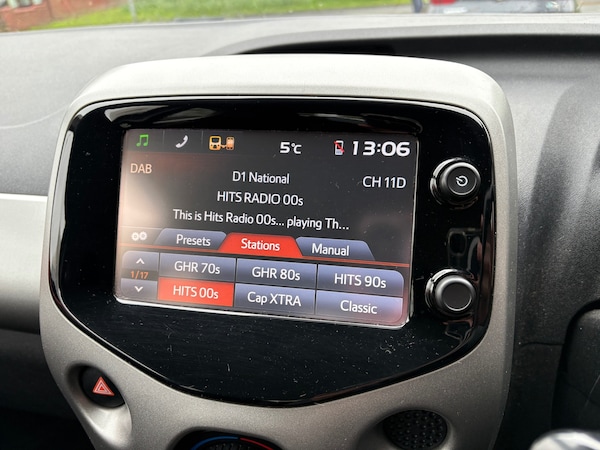 5°C 13:06
DAB D1 National CH 11D
HITS RADIO 00s
This is Hits Radio 00s... playing Th...
Presets Stations Manual
1/17 GHR 70s GHR 80s HITS 90s
HITS 00s Cap XTRA Classic